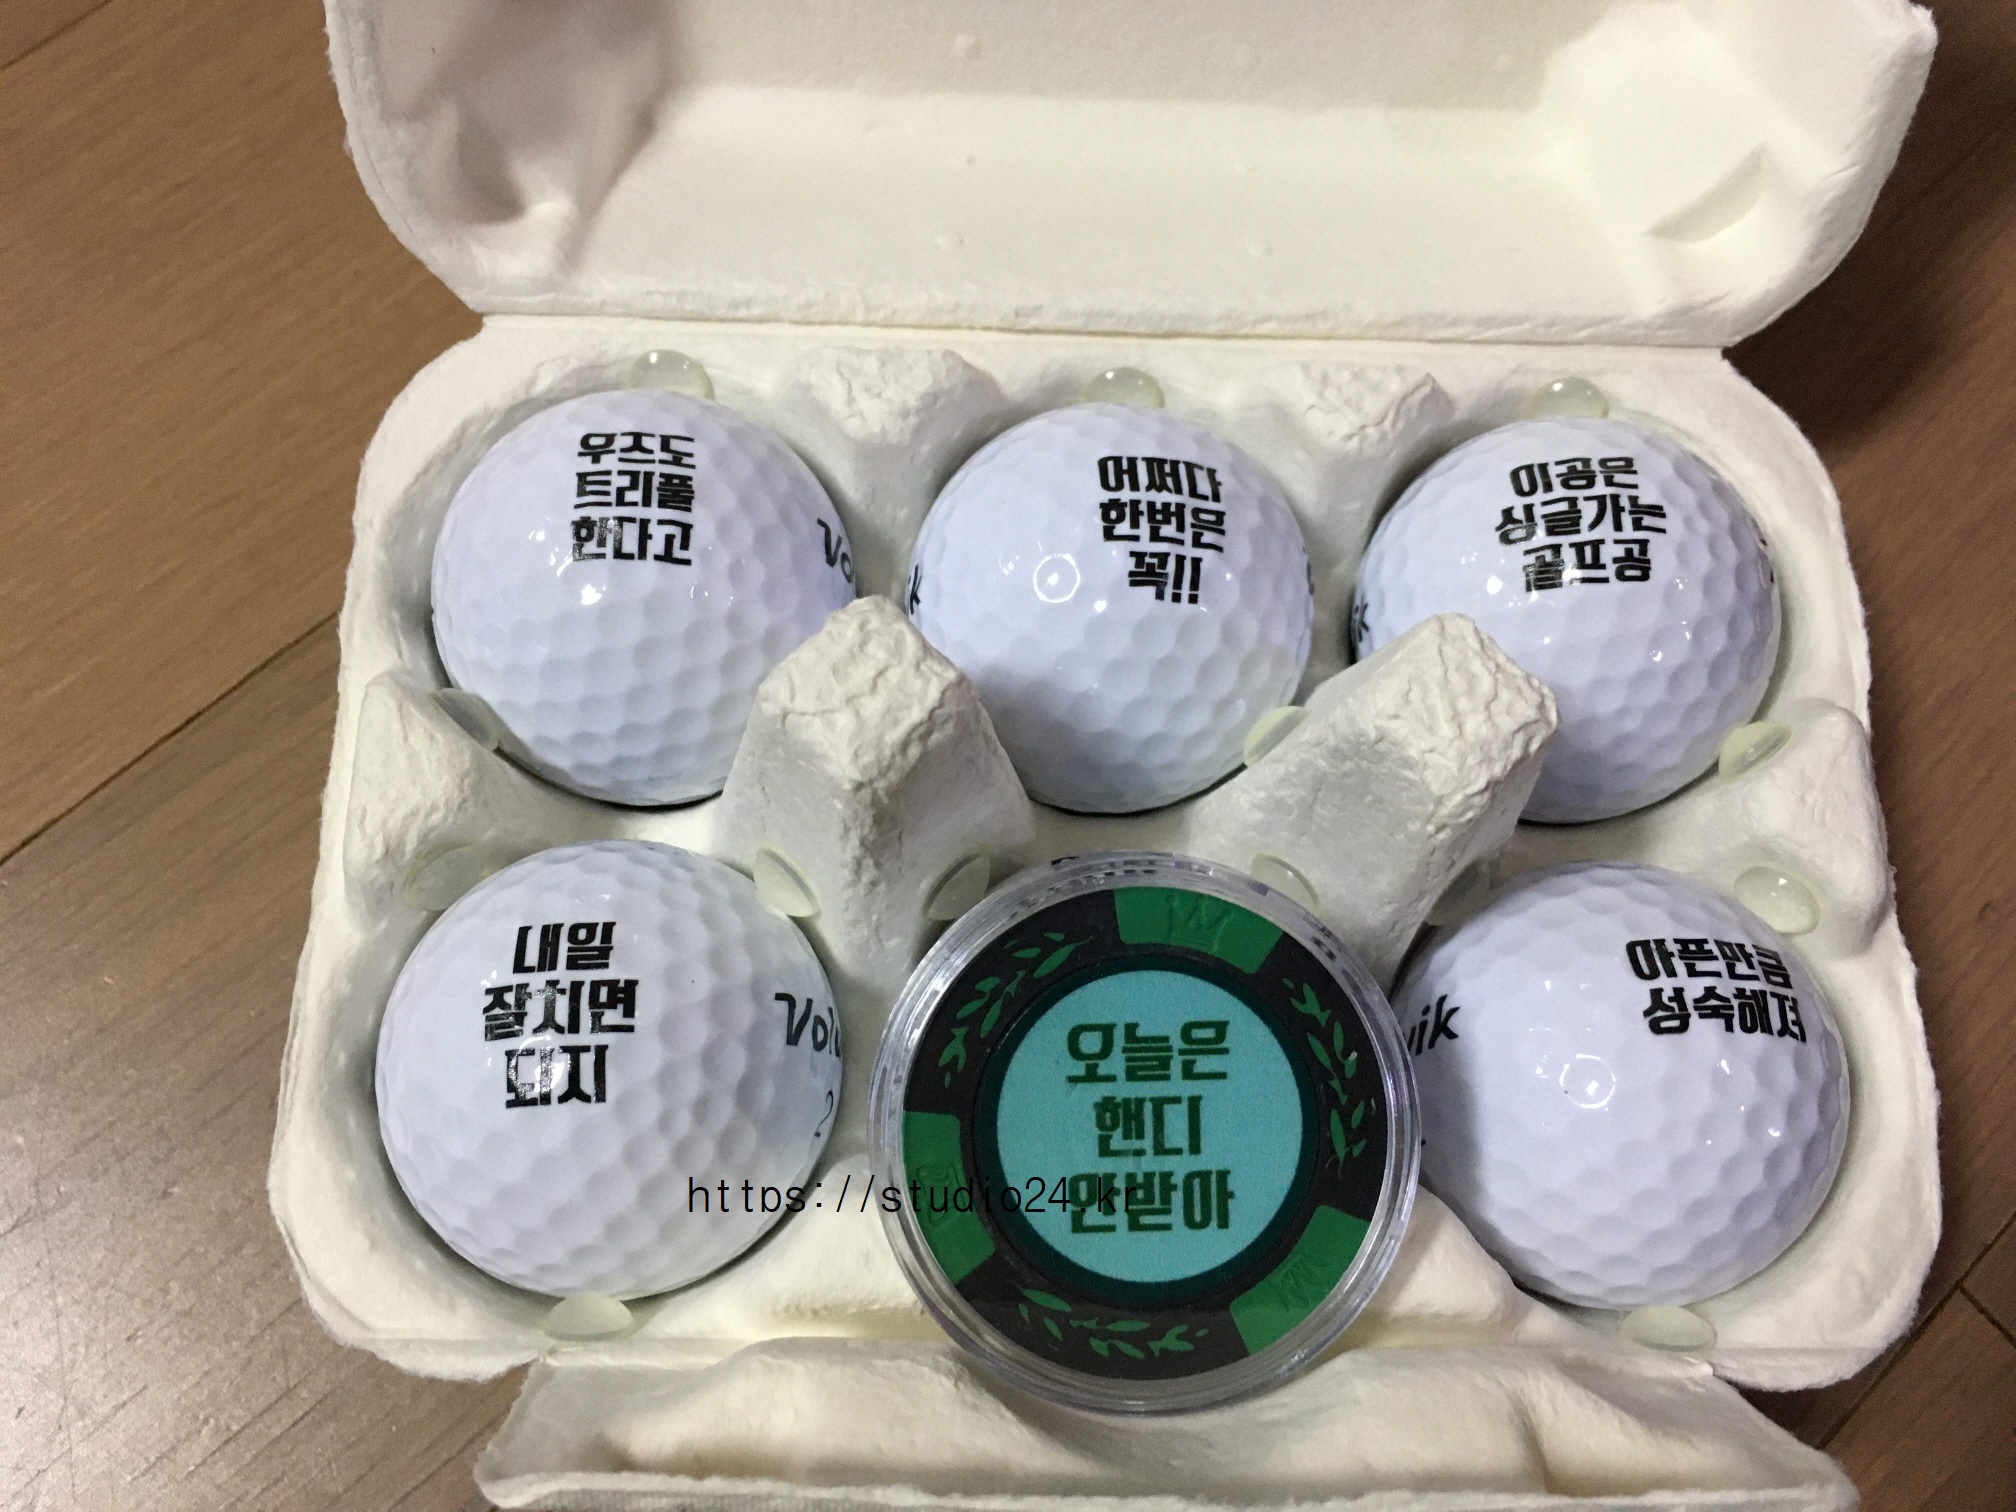 우즈도
트리플
한다고
어쩌다
한번은
꼭!!
이공은
싱글가는
골프공
내일
잘치면
되지
2
오늘은
핸디
안받아
아픈만큼
성숙해져
https://studio24.kr